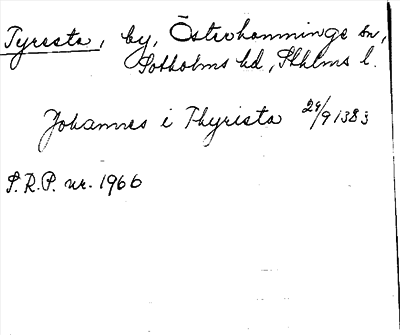 Tyresta, by, Österhanninge sn,
Sotholms hd, Sthlms l.
Johannes i Thyrista 29/9 1383
S.R.P. nr. 1966